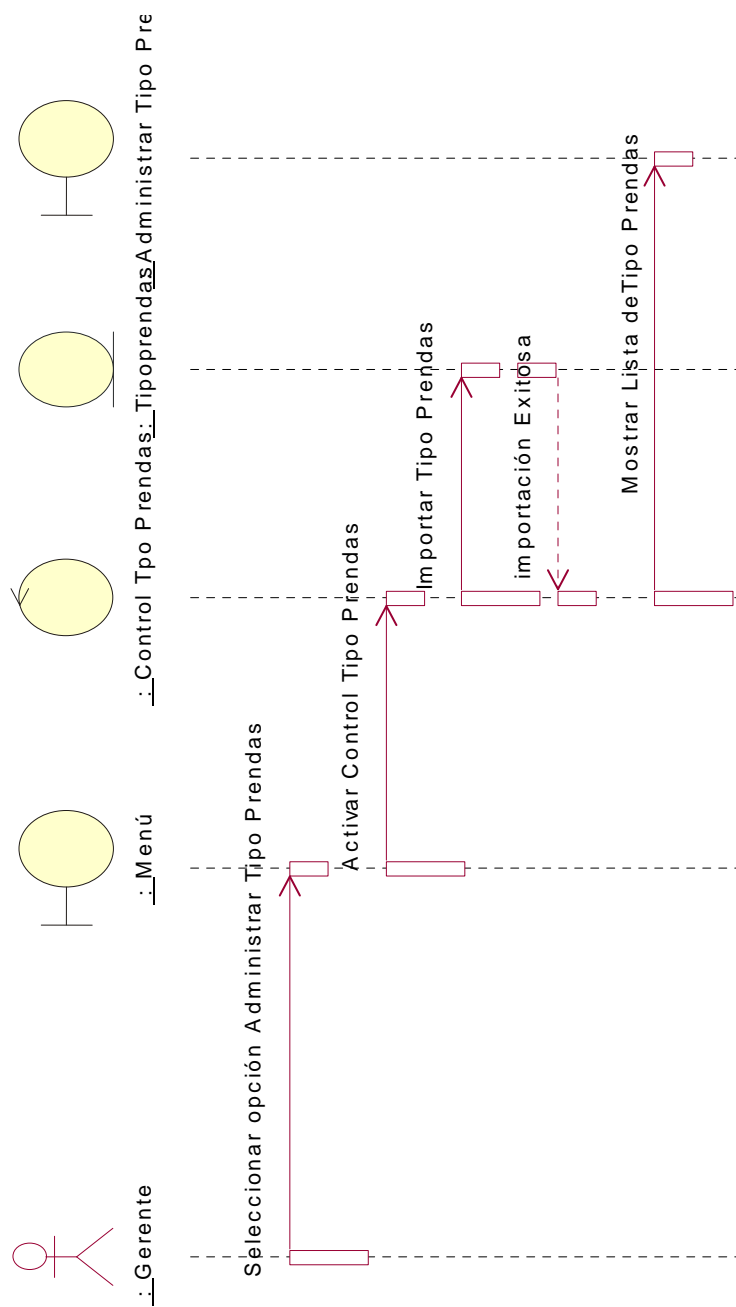 : Gerente
: Menú
: Control Tpo Prendas
: Tipoprendas
: Administrar Tipo Pre
Seleccionar opción Administrar Tipo Prendas
Activar Control Tipo Prendas
Importar Tipo Prendas
importación Exitosa
Mostrar Lista deTipo Prendas